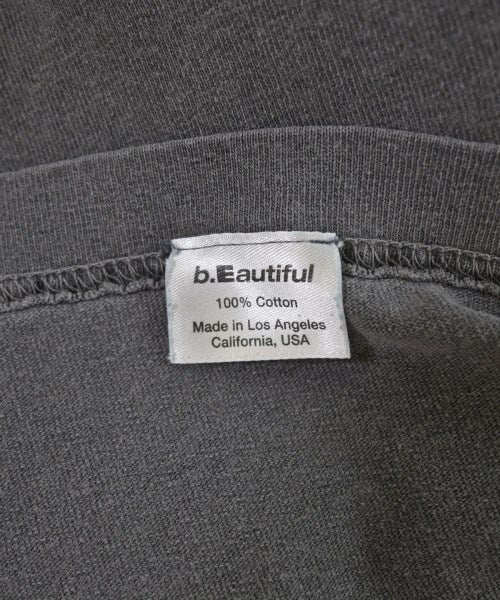 b.Eautiful
100% Cotton
Made in Los Angeles
California, USA